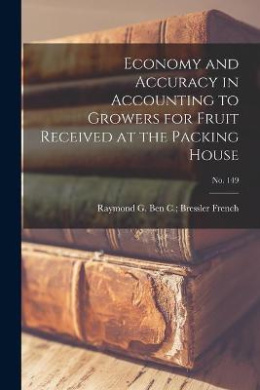 Economy and
Accuracy in
Accounting to
Growers for Fruit
Received at the Packing
House
No. 149
Raymond G. Ben C.; Bressler French